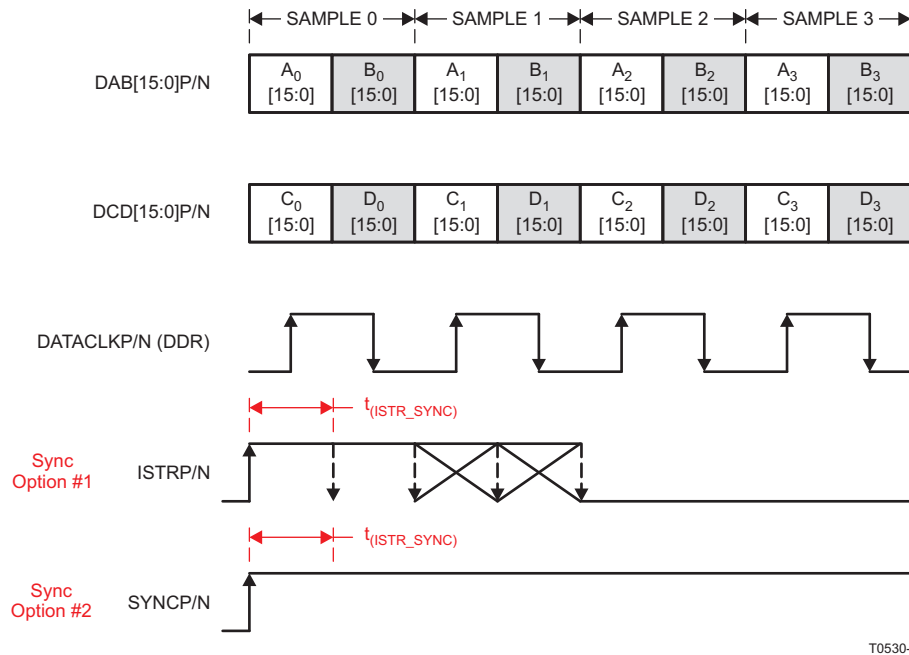 SAMPLE 0 SAMPLE 1 SAMPLE 2 SAMPLE 3
DAB[15:0]P/N
A0 B0 A1 B1 A2 B2 A3 B3
[15:0] [15:0] [15:0] [15:0] [15:0] [15:0] [15:0] [15:0]
DCD[15:0]P/N
C0 D0 C1 D1 C2 D2 C3 D3
[15:0] [15:0] [15:0] [15:0] [15:0] [15:0] [15:0] [15:0]
DATACLKP/N (DDR)
t(ISTR_SYNC)
Sync
Option #1
ISTRP/N
t(ISTR_SYNC)
Sync
Option #2
SYNCP/N
T0530-